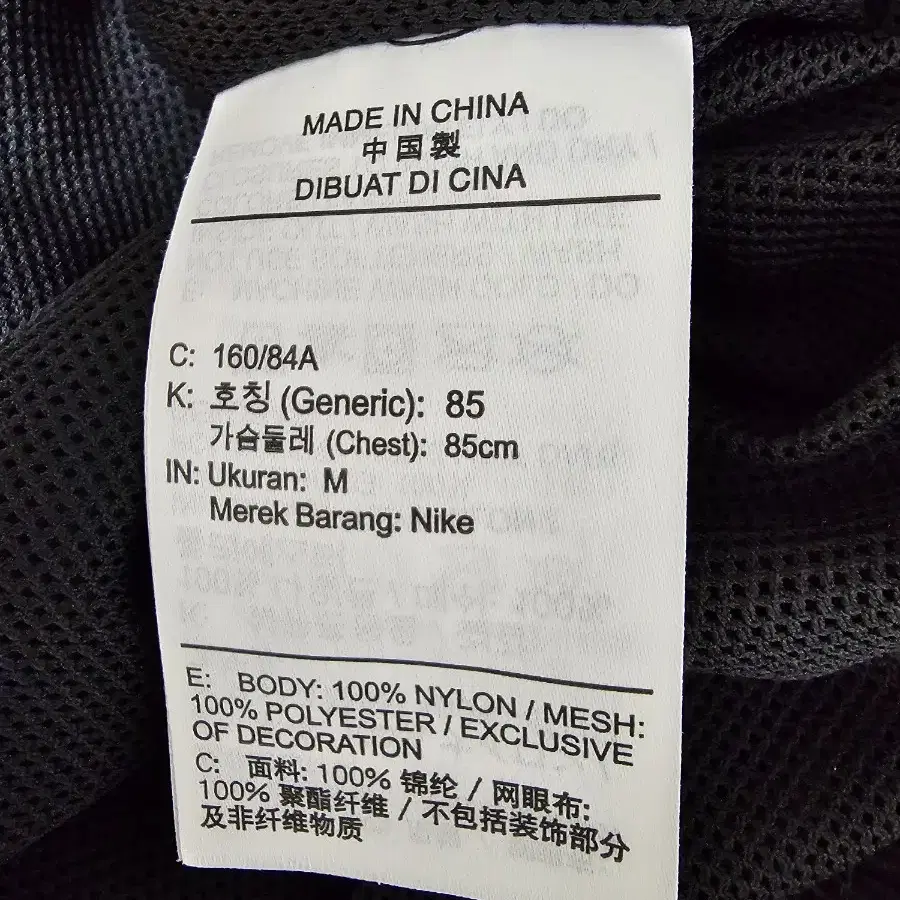 MADE IN CHINA
中国製
DIBUAT DI CINA
C: 160/84A
K: 호칭 (Generic): 85
가슴둘레 (Chest): 85cm
IN: Ukuran: M
Merek Barang: Nike
E: BODY: 100% NYLON / MESH:
100% POLYESTER / EXCLUSIVE
OF DECORATION
C: 面料: 100% 锦纶 / 网眼布:
100% 聚酯纤维 / 不包括装饰部分
及非纤维物质